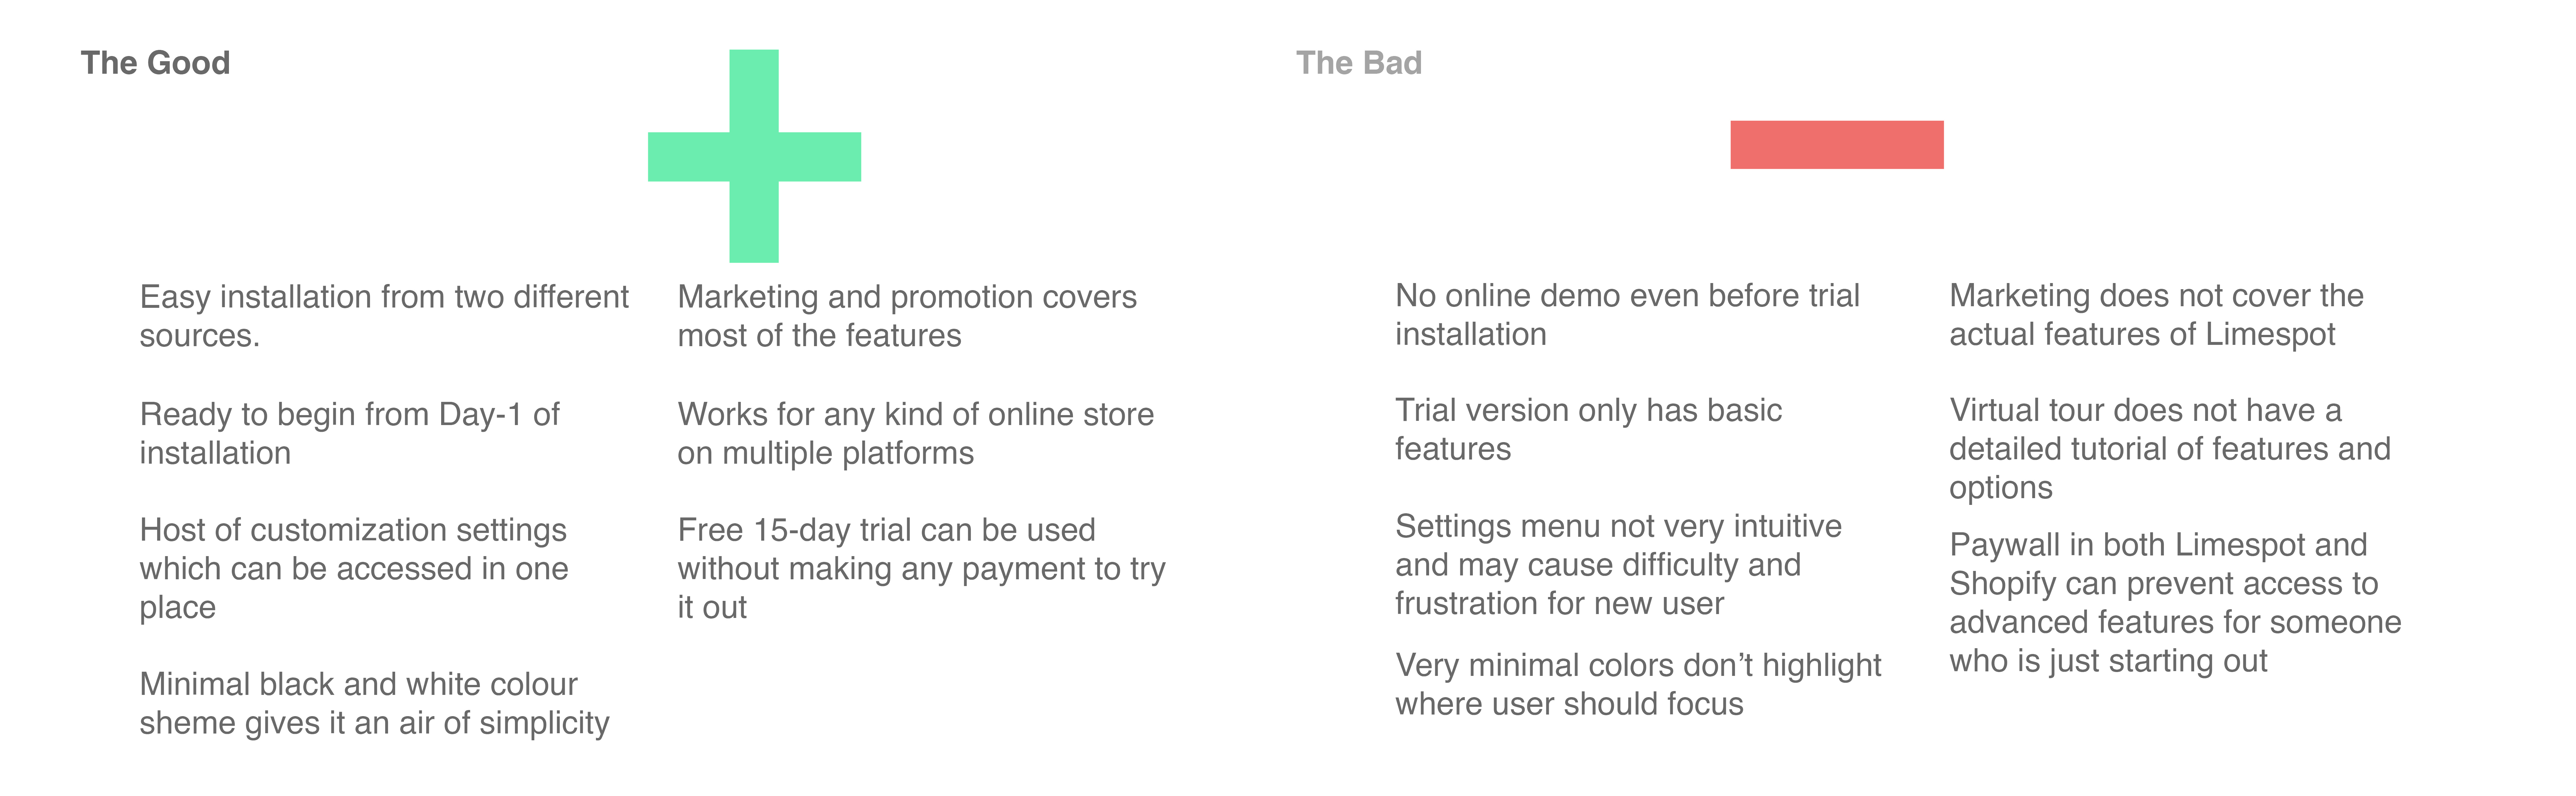 The Good
Easy installation from two different
sources.
Ready to begin from Day-1 of
installation
Host of customization settings
which can be accessed in one
place
Minimal black and white colour
sheme gives it an air of simplicity
Marketing and promotion covers
most of the features
Works for any kind of online store
on multiple platforms
Free 15-day trial can be used
without making any payment to try
it out
The Bad
No online demo even before trial
installation
Trial version only has basic
features
Settings menu not very intuitive
and may cause difficulty and
frustration for new user
Very minimal colors don’t highlight
where user should focus
Marketing does not cover the
actual features of Limespot
Virtual tour does not have a
detailed tutorial of features and
options
Paywall in both Limespot and
Shopify can prevent access to
advanced features for someone
who is just starting out